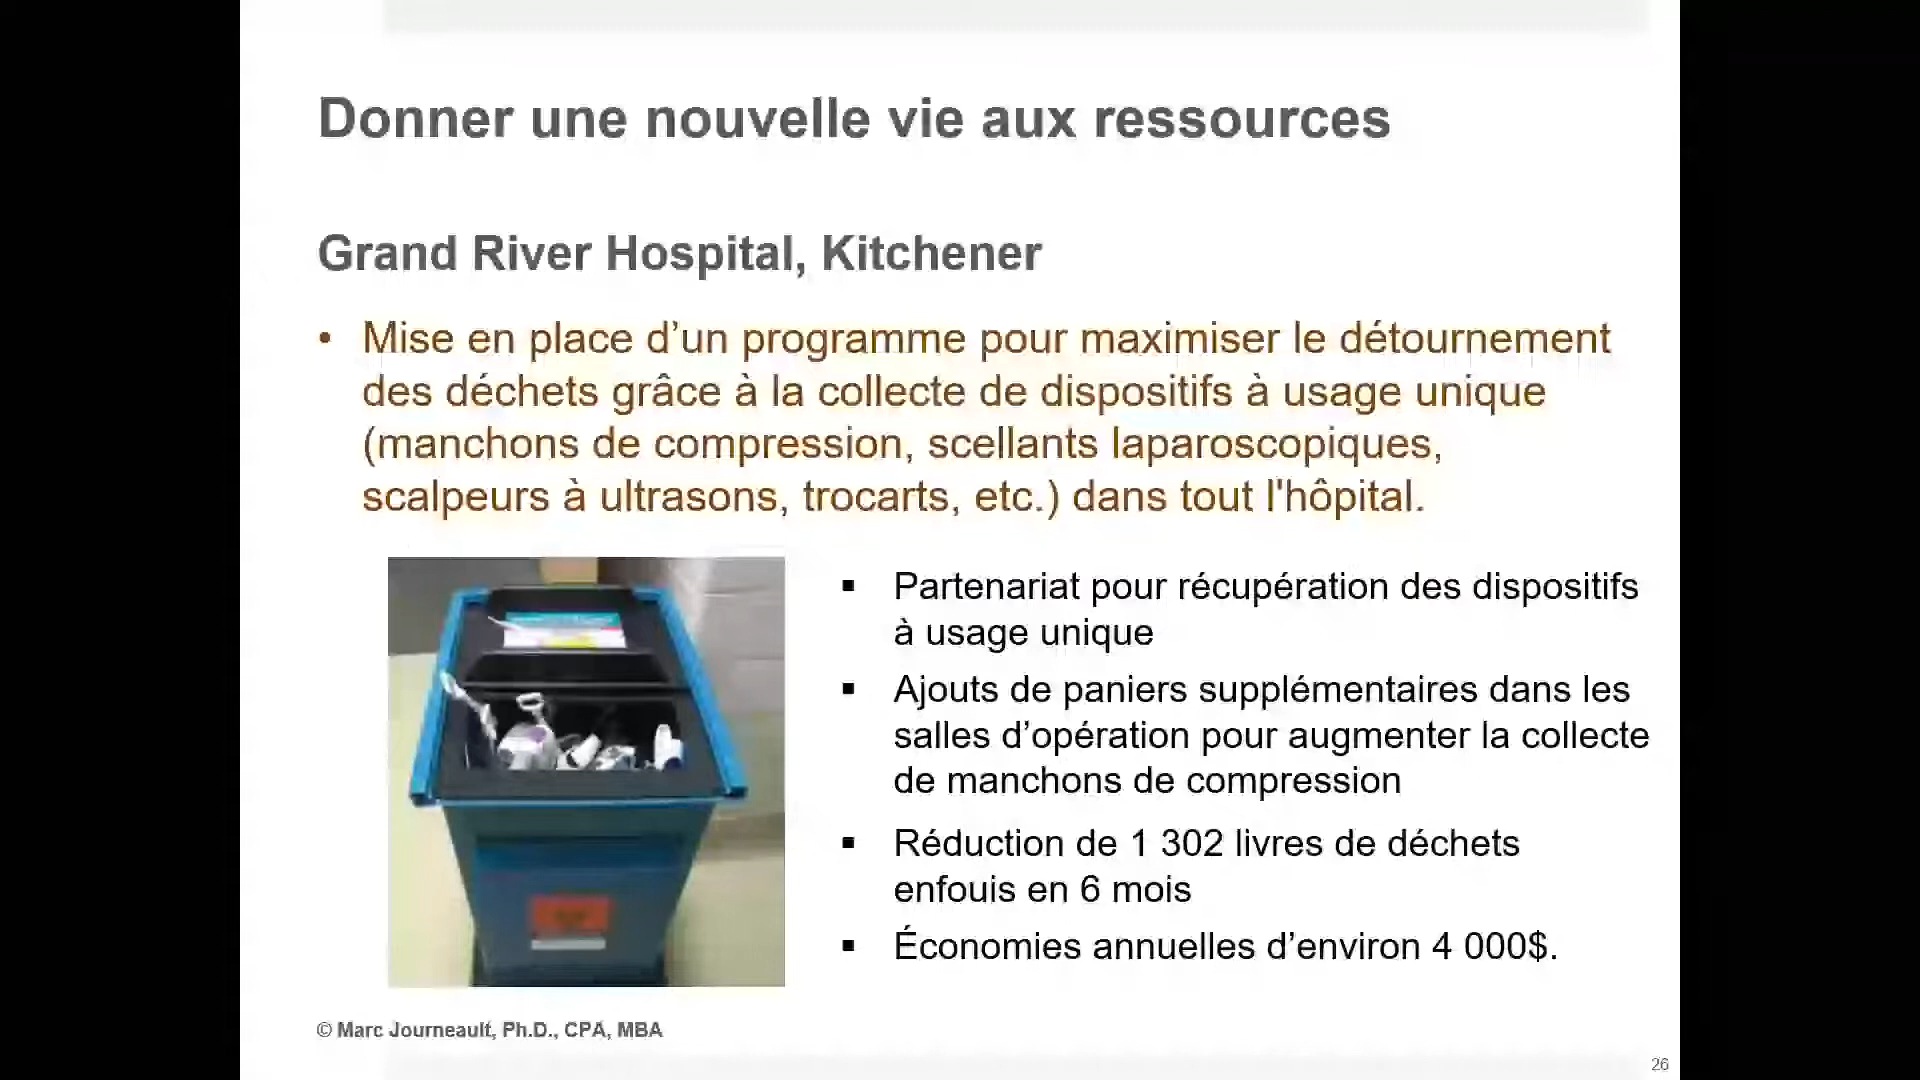 Donner une nouvelle vie aux ressources
Grand River Hospital, Kitchener
• Mise en place d’un programme pour maximiser le détournement
des déchets grâce à la collecte de dispositifs à usage unique
(manchons de compression, scellants laparoscopiques,
scalpeurs à ultrasons, trocarts, etc.) dans tout l'hôpital.
▪ Partenariat pour récupération des dispositifs
à usage unique
▪ Ajouts de paniers supplémentaires dans les
salles d’opération pour augmenter la collecte
de manchons de compression
▪ Réduction de 1 302 livres de déchets
enfouis en 6 mois
▪ Économies annuelles d’environ 4 000$.
© Marc Journeault, Ph.D., CPA, MBA
26